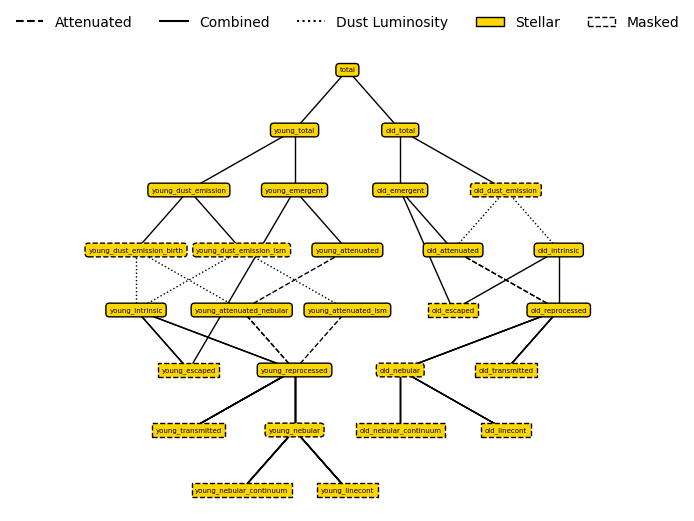 Attenuated Combined Dust Luminosity Stellar Masked
total
young_total old_total
young_dust_emission young_emergent old_emergent old_dust_emission
young_dust_emission_birth young_dust_emission_ism young_attenuated old_attenuated old_intrinsic
young_intrinsic young_attenuated_nebular young_attenuated_ism old_escaped old_reprocessed
young_escaped young_reprocessed old_nebular old_transmitted
young_transmitted young_nebular old_nebular_continuum old_linecont
young_nebular_continuum young_linecont